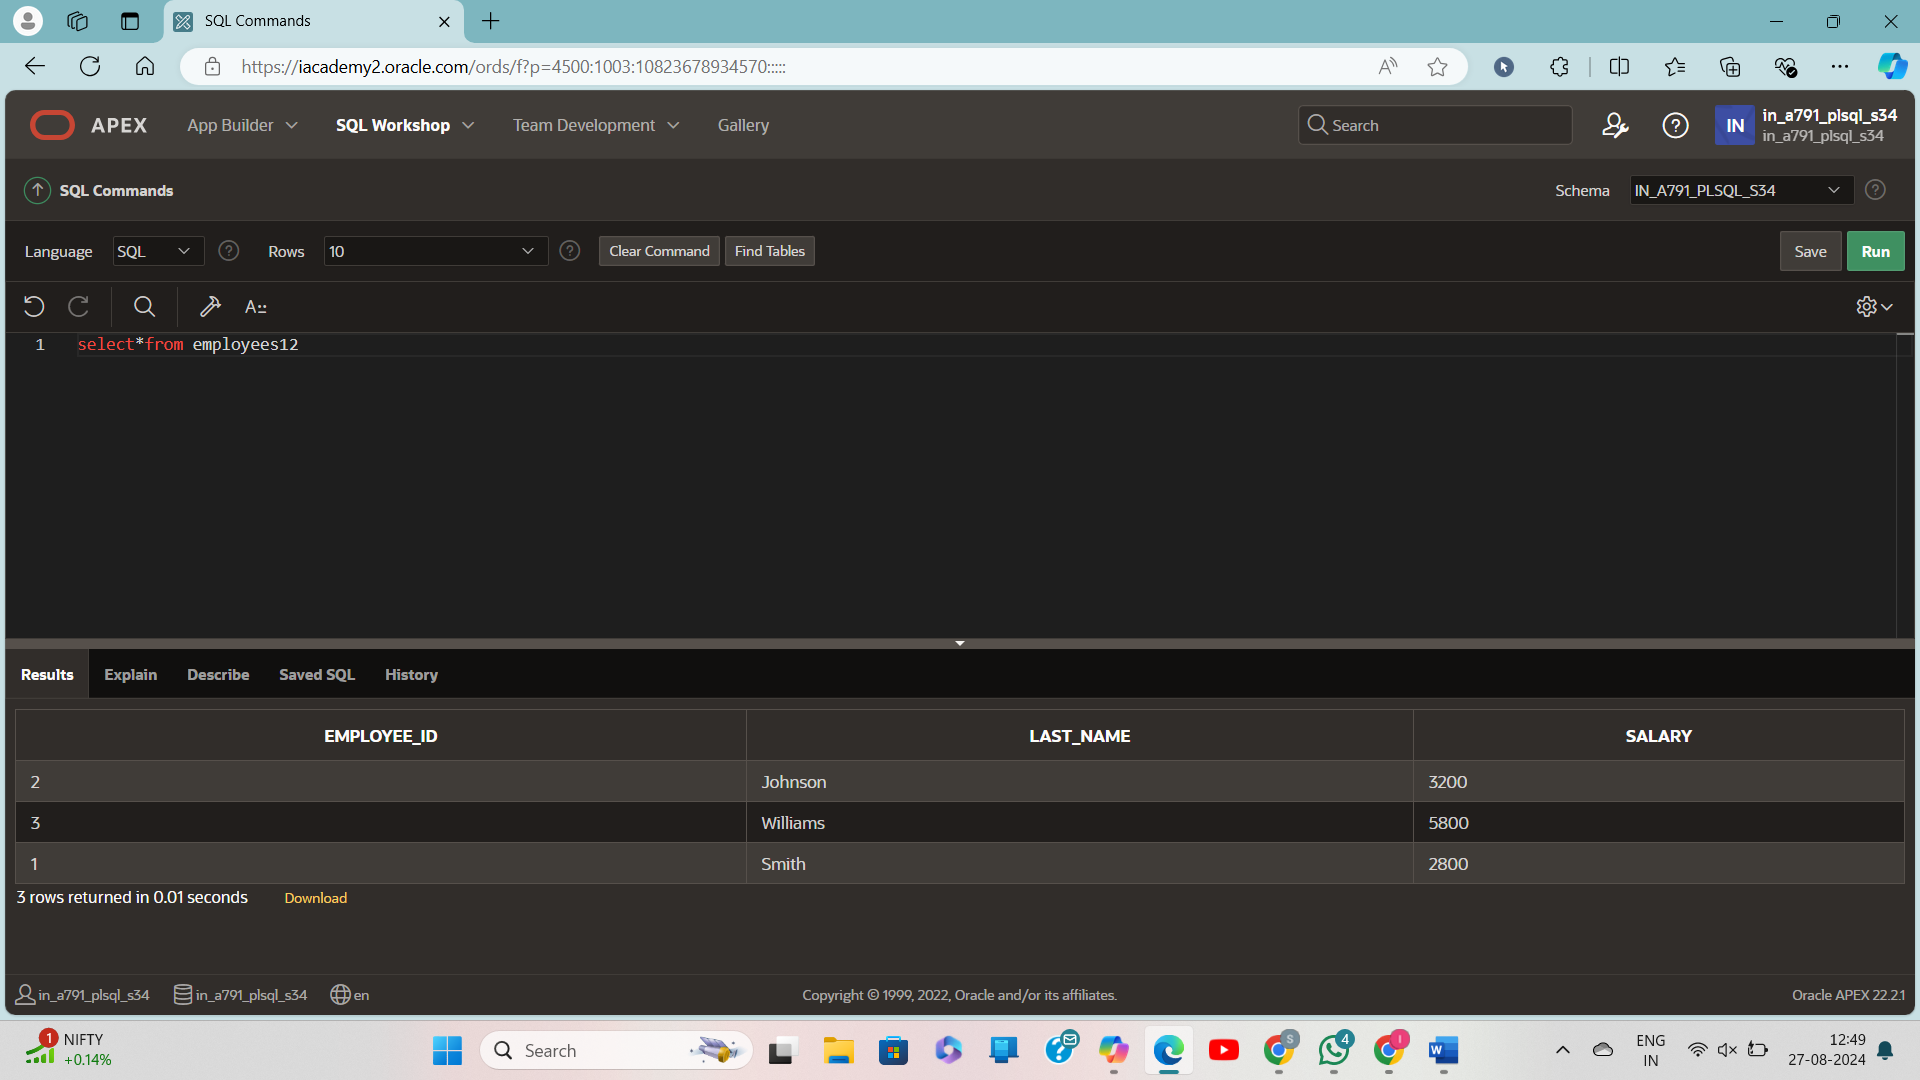 SQL Commands
https://iacademy2.oracle.com/ords/f?p=4500:1003:10823678934570:::::
APEX App Builder SQL Workshop Team Development Gallery Search IN in_a791_plsql_s34
in_a791_plsql_s34
SQL Commands Schema IN_A791_PLSQL_S34
Language SQL Rows 10 Clear Command Find Tables Save Run
A::
1 select*from employees12
Results Explain Describe Saved SQL History
EMPLOYEE_ID LAST_NAME SALARY
2 Johnson 3200
3 Williams 5800
1 Smith 2800
3 rows returned in 0.01 seconds Download
in_a791_plsql_s34 in_a791_plsql_s34 en Copyright © 1999, 2022, Oracle and/or its affiliates. Oracle APEX 22.2.1
1 NIFTY
+0.14%
Search
S
4
I
W
ENG
IN
12:49
27-08-2024